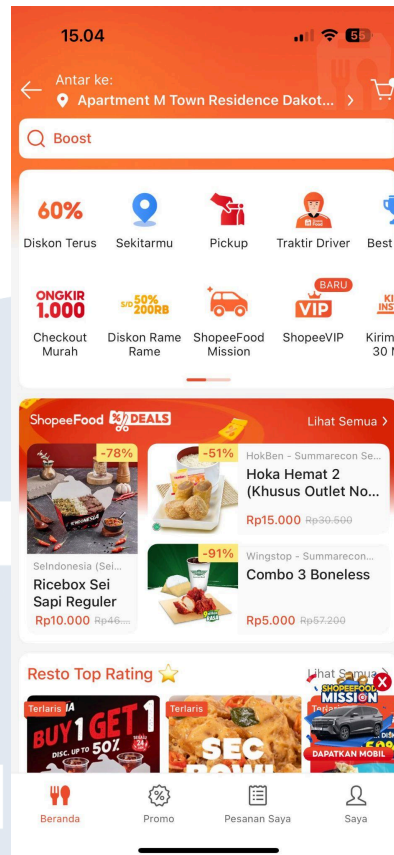 15.04
55
Antar ke:
Apartment M Town Residence Dakot...
Boost
60%
Diskon Terus
Sekitarmu
Pickup
Traktir Driver
Best
ONGKIR
1.000
Checkout
Murah
S/D 50%
200RB
Diskon Rame
Rame
ShopeeFood
Mission
BARU
VIP
ShopeeVIP
Kirim
30
ShopeeFood DEALS
Lihat Semua
-78%
SeIndonesia (Sei...
Ricebox Sei
Sapi Reguler
Rp10.000 Rp46....
-51%
HokBen - Summarecon Se...
Hoka Hemat 2
(Khusus Outlet No...
Rp15.000 Rp30.500
-91%
Wingstop - Summarecon...
Combo 3 Boneless
Rp5.000 Rp57.200
Resto Top Rating
Lihat Semua
Terlaris
BUY 1 GET 1
DISC. UP TO 50%
Terlaris
SEC
BOWL
SHOPEEFOOD
MISSION
DAPATKAN MOBIL
Beranda
Promo
Pesanan Saya
Saya